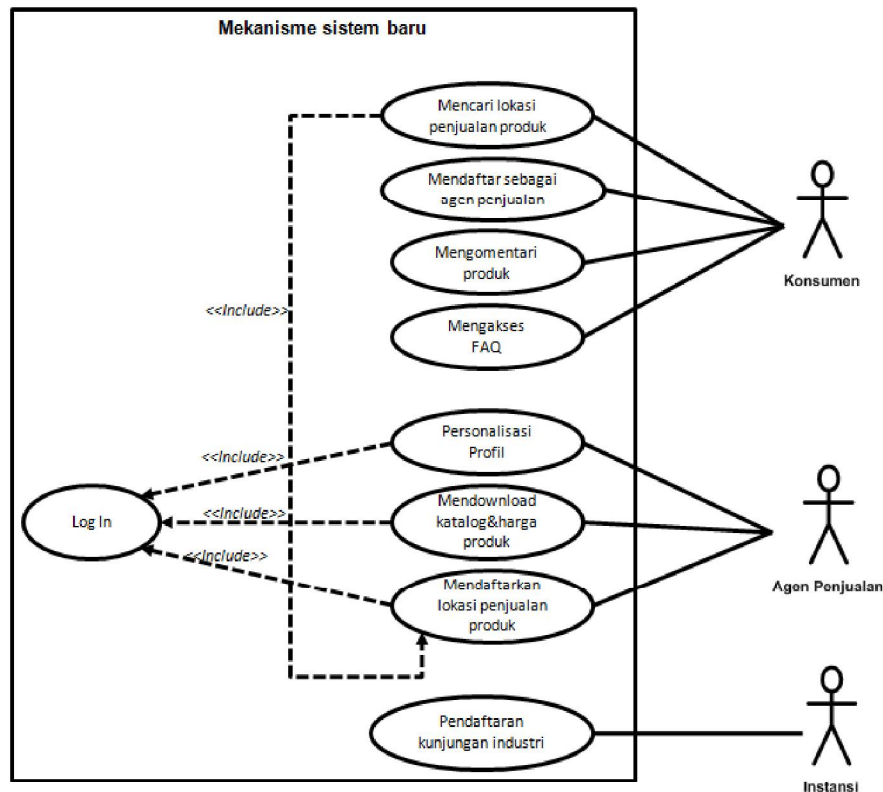 Mekanisme sistem baru
Mencari lokasi
penjualan produk
Mendaftar sebagai
agen penjualan
Mengomentari
produk
<<Include>>
Mengakses
FAQ
Konsumen
Personalisasi
Profil
<<Include>>
Log In
<<Include>>
Mendownload
katalog&harga
produk
<<Include>>
Mendaftarkan
lokasi penjualan
produk
Agen Penjualan
Pendaftaran
kunjungan industri
Instansi